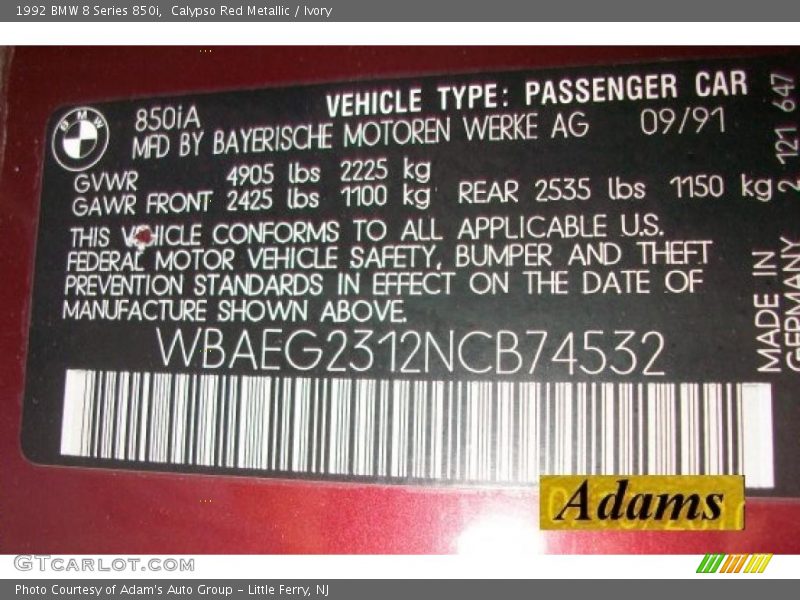 1992 BMW 8 Series 850i, Calypso Red Metallic / Ivory
BMW
850iA
VEHICLE TYPE: PASSENGER CAR
MFD BY BAYERISCHE MOTOREN WERKE AG 09/91
GVWR 4905 lbs 2225 kg
GAWR FRONT 2425 lbs 1100 kg REAR 2535 lbs 1150 kg
THIS VEHICLE CONFORMS TO ALL APPLICABLE U.S.
FEDERAL MOTOR VEHICLE SAFETY, BUMPER AND THEFT
PREVENTION STANDARDS IN EFFECT ON THE DATE OF
MANUFACTURE SHOWN ABOVE.
WBAEG2312NCB74532
2 121 647
MADE IN
GERMANY
Adams
GTCARLOT.COM
Photo Courtesy of Adam's Auto Group - Little Ferry, NJ